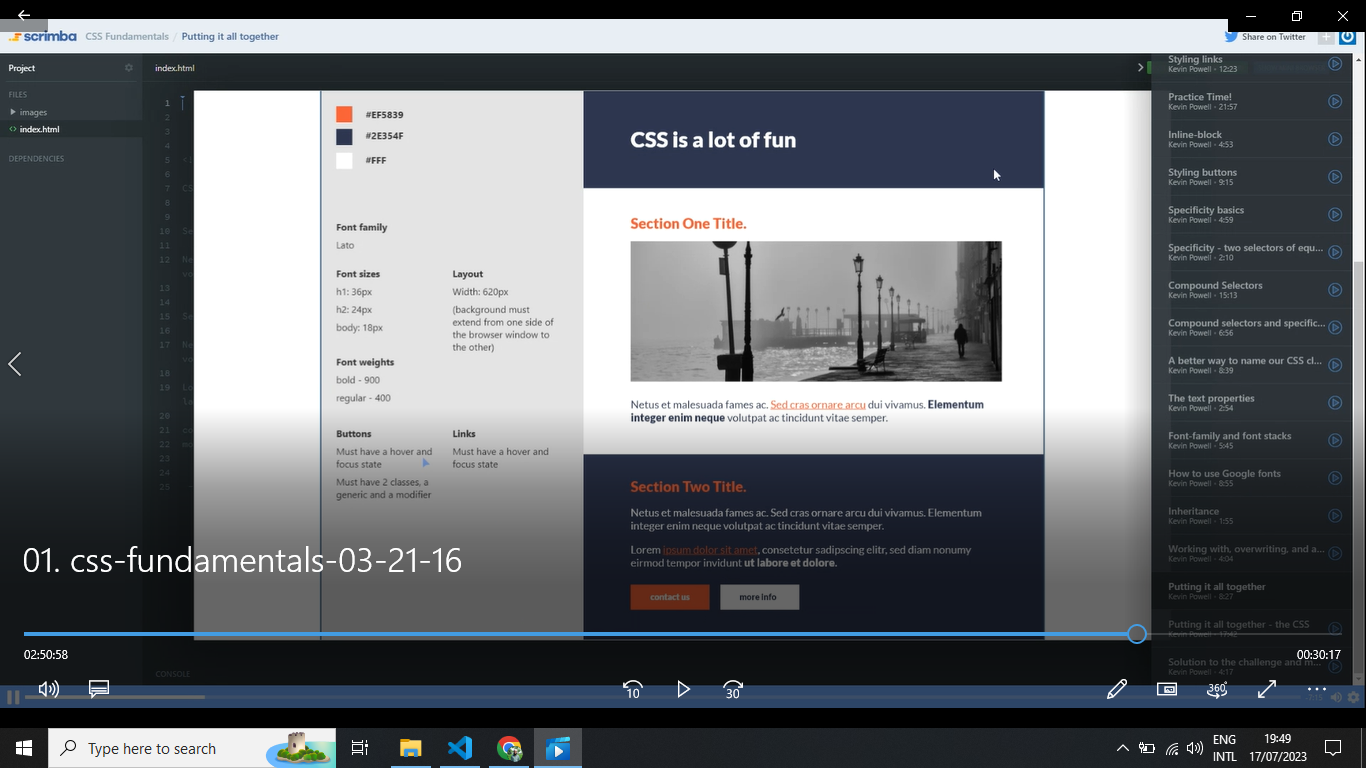 scrimba CSS Fundamentals / Putting it all together
Share on Twitter
Project
index.html
FILES
images
index.html
DEPENDENCIES
1
2
3
4
5
6
7
8
9
10
11
12
13
14
15
16
17
18
19
20
21
22
23
24
25
#EF5839
#2E354F
#FFF
Font family
Lato
Font sizes
h1: 36px
h2: 24px
body: 18px
Font weights
bold - 900
regular - 400
Layout
Width: 620px
(background must
extend from one side of
the browser window to
the other)
Buttons
Must have a hover and
focus state
Must have 2 classes, a
generic and a modifier
Links
Must have a hover and
focus state
CSS is a lot of fun
Section One Title.
Netus et malesuada fames ac. Sed cras ornare arcu dui vivamus. Elementum
integer enim neque volutpat ac tincidunt vitae semper.
Section Two Title.
Netus et malesuada fames ac. Sed cras ornare arcu dui vivamus. Elementum
integer enim neque volutpat ac tincidunt vitae semper.
Lorem ipsum dolor sit amet, consetetur sadipscing elitr, sed diam nonumy
eirmod tempor invidunt ut labore et dolore.
contact us
more info
Styling links
Kevin Powell - 12:23
Practice Time!
Kevin Powell - 21:57
Inline-block
Kevin Powell - 4:53
Styling buttons
Kevin Powell - 9:15
Specificity basics
Kevin Powell - 4:59
Specificity - two selectors of equ...
Kevin Powell - 2:10
Compound Selectors
Kevin Powell - 15:13
Compound selectors and specific...
Kevin Powell - 6:56
A better way to name our CSS cl...
Kevin Powell - 8:39
The text properties
Kevin Powell - 2:54
Font-family and font stacks
Kevin Powell - 5:45
How to use Google fonts
Kevin Powell - 8:55
Inheritance
Kevin Powell - 1:55
Working with, overwriting, and a...
Kevin Powell - 4:04
Putting it all together
Kevin Powell - 8:27
Putting it all together - the CSS
Kevin Powell - 17:42
Solution to the challenge and m...
Kevin Powell - 4:17
01. css-fundamentals-03-21-16
02:50:58
00:30:17
CONSOLE
10
30
360°
Type here to search
ENG
INTL
19:49
17/07/2023